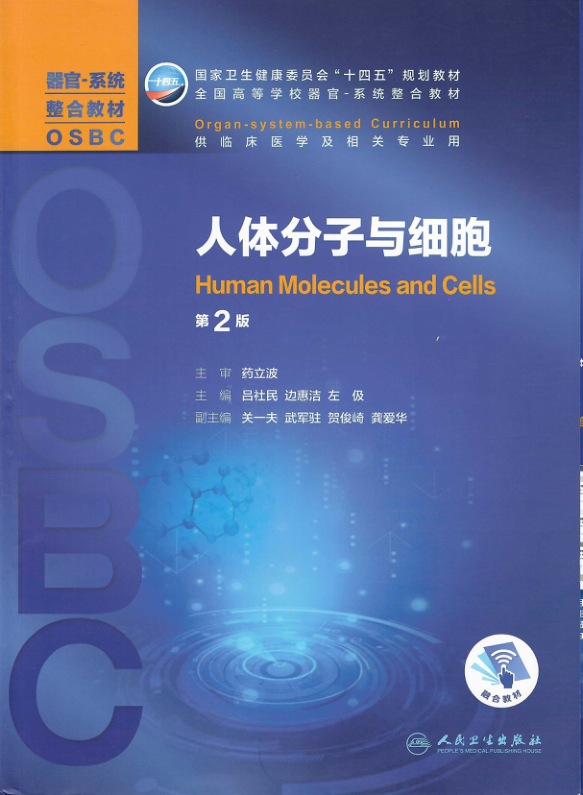 器官-系统
整合教材
OSBC
十四五
国家卫生健康委员会“十四五”规划教材
全国高等学校器官-系统整合教材
Organ-system-based Curriculum
供临床医学及相关专业用
OSBC
人体分子与细胞
Human Molecules and Cells
第2版
主 审 药立波
主 编 吕社民 边惠洁 左 伋
副主编 关一夫 武军驻 贺俊崎 龚爱华
融合教材
人民卫生出版社
PEOPLE'S MEDICAL PUBLISHING HOUSE